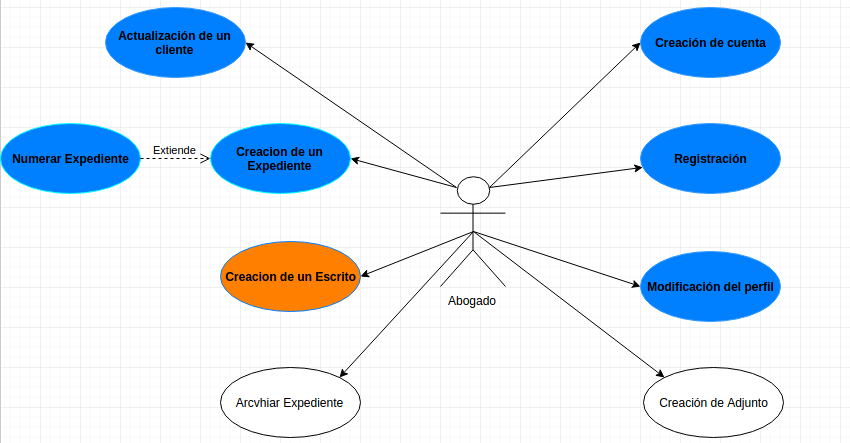 Actualización de un
cliente
Creación de cuenta
Numerar Expediente
Extiende
Creacion de un
Expediente
Registración
Creacion de un Escrito
Abogado
Modificación del perfil
Arcvhiar Expediente
Creación de Adjunto